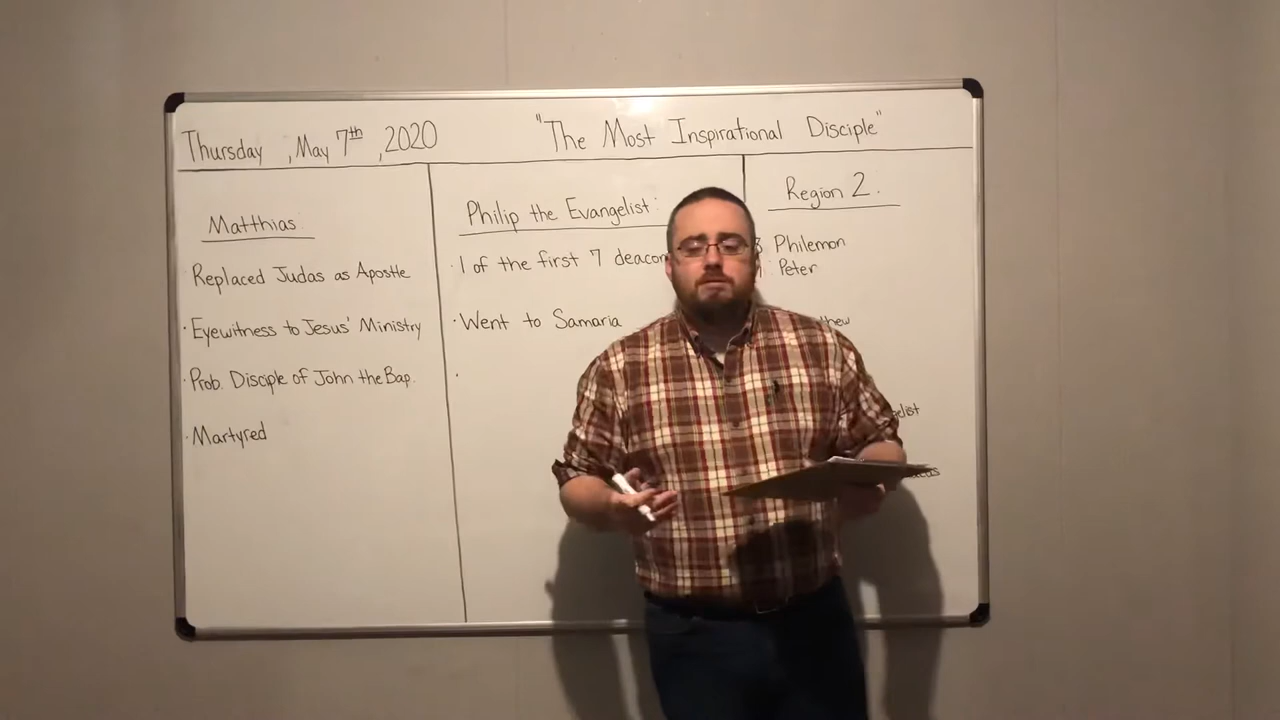 Thursday, May 7th, 2020
"The Most Inspirational Disciple"
Matthias
Replaced Judas as Apostle
· Eyewitness to Jesus' Ministry
· Prob. Disciple of John the Bap.
· Martyred
Philip the Evangelist:
· 1 of the first 7 deacon
· Went to Samaria
·
Region 2.
Philemon
Peter